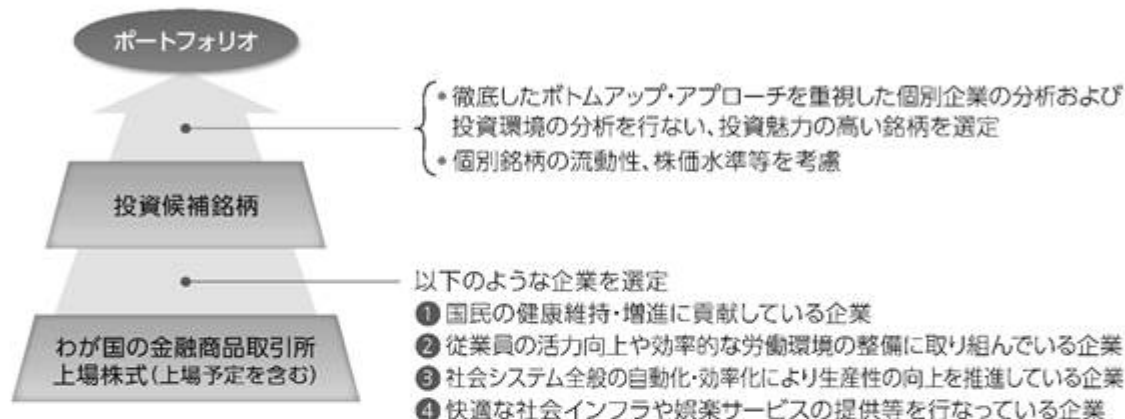 ポートフォリオ
• 徹底したボトムアップ・アプローチを重視した個別企業の分析および
投資環境の分析を行ない、投資魅力の高い銘柄を選定
• 個別銘柄の流動性、株価水準等を考慮
投資候補銘柄
以下のような企業を選定
❶国民の健康維持・増進に貢献している企業
❷従業員の活力向上や効率的な労働環境の整備に取り組んでいる企業
❸社会システム全般の自動化・効率化により生産性の向上を推進している企業
❹快適な社会インフラや娯楽サービスの提供等を行なっている企業
わが国の金融商品取引所
上場株式(上場予定を含む)